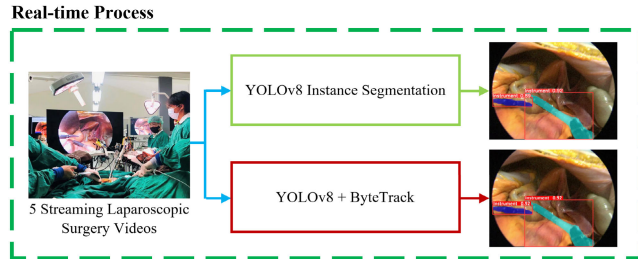 Real-time Process
YOLOv8 Instance Segmentation
5 Streaming Laparoscopic
Surgery Videos
YOLOv8 + ByteTrack